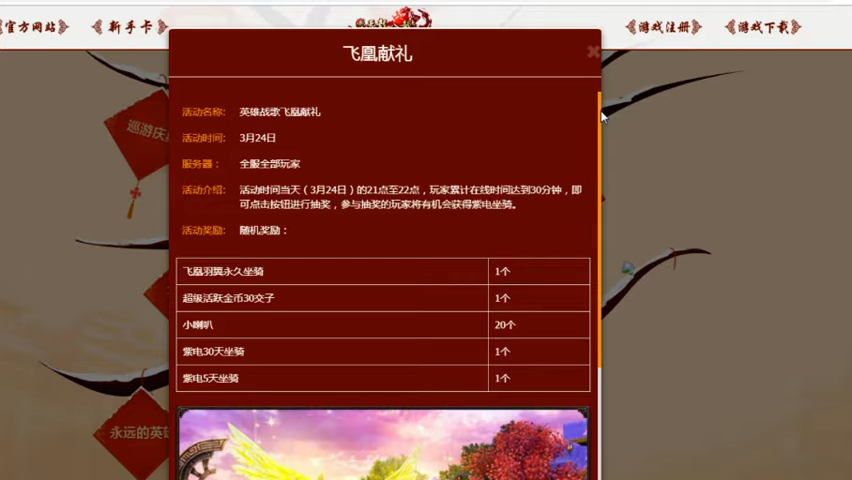 官方网站
新手卡
游戏注册
游戏下载
飞凰献礼
活动名称: 英雄战歌飞凰献礼
活动时间: 3月24日
服务器： 全服全部玩家
活动介绍: 活动时间当天（3月24日）的21点至22点，玩家累计在线时间达到30分钟，即
可点击按钮进行抽奖，参与抽奖的玩家将有机会获得紫电坐骑。
活动奖励: 随机奖励：
飞凰羽翼永久坐骑 1个
超级活跃金币30交子 1个
小喇叭 20个
紫电30天坐骑 1个
紫电5天坐骑 1个
巡游庆
永远的英